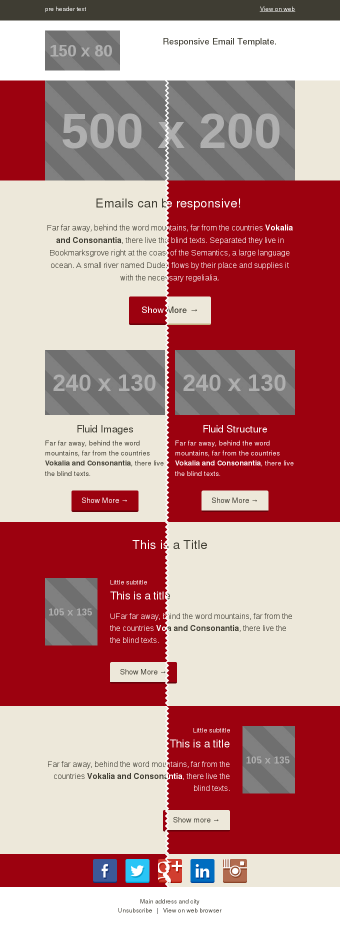 pre header text
View on web
150 x 80
Responsive Email Template.
500 x 200
Emails can be responsive!
Far far away, behind the word mountains, far from the countries Vokalia
and Consonantia, there live the blind texts. Separated they live in
Bookmarksgrove right at the coast of the Semantics, a large language
ocean. A small river named Duden flows by their place and supplies it
with the necessary regelialia.
Show More →
240 x 130
Fluid Images
Far far away, behind the word
mountains, far from the countries
Vokalia and Consonantia, there live
the blind texts.
Show More →
240 x 130
Fluid Structure
Far far away, behind the word
mountains, far from the countries
Vokalia and Consonantia, there live
the blind texts.
Show More →
This is a Title
105 x 135
Little subtitle
This is a title
UFar far away, behind the word mountains, far from the
the countries Vokalia and Consonantia, there live the
the blind texts.
Show More →
Little subtitle
This is a title
Far far away, behind the word mountains, far from the
countries Vokalia and Consonantia, there live the
blind texts.
Show more →
105 x 135
f
g+
in
Main address and city
Unsubscribe | View on web browser